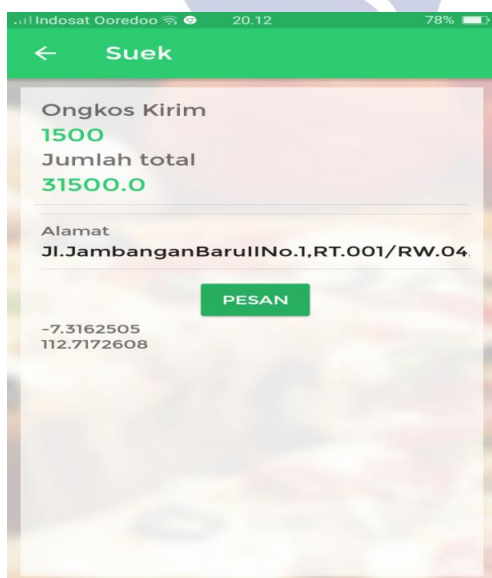 Indosat Ooredoo 20.12 78%
Suek
Ongkos Kirim
1500
Jumlah total
31500.0
Alamat
Jl.JambanganBaruIINo.1,RT.001/RW.04,
PESAN
-7.3162505
112.7172608